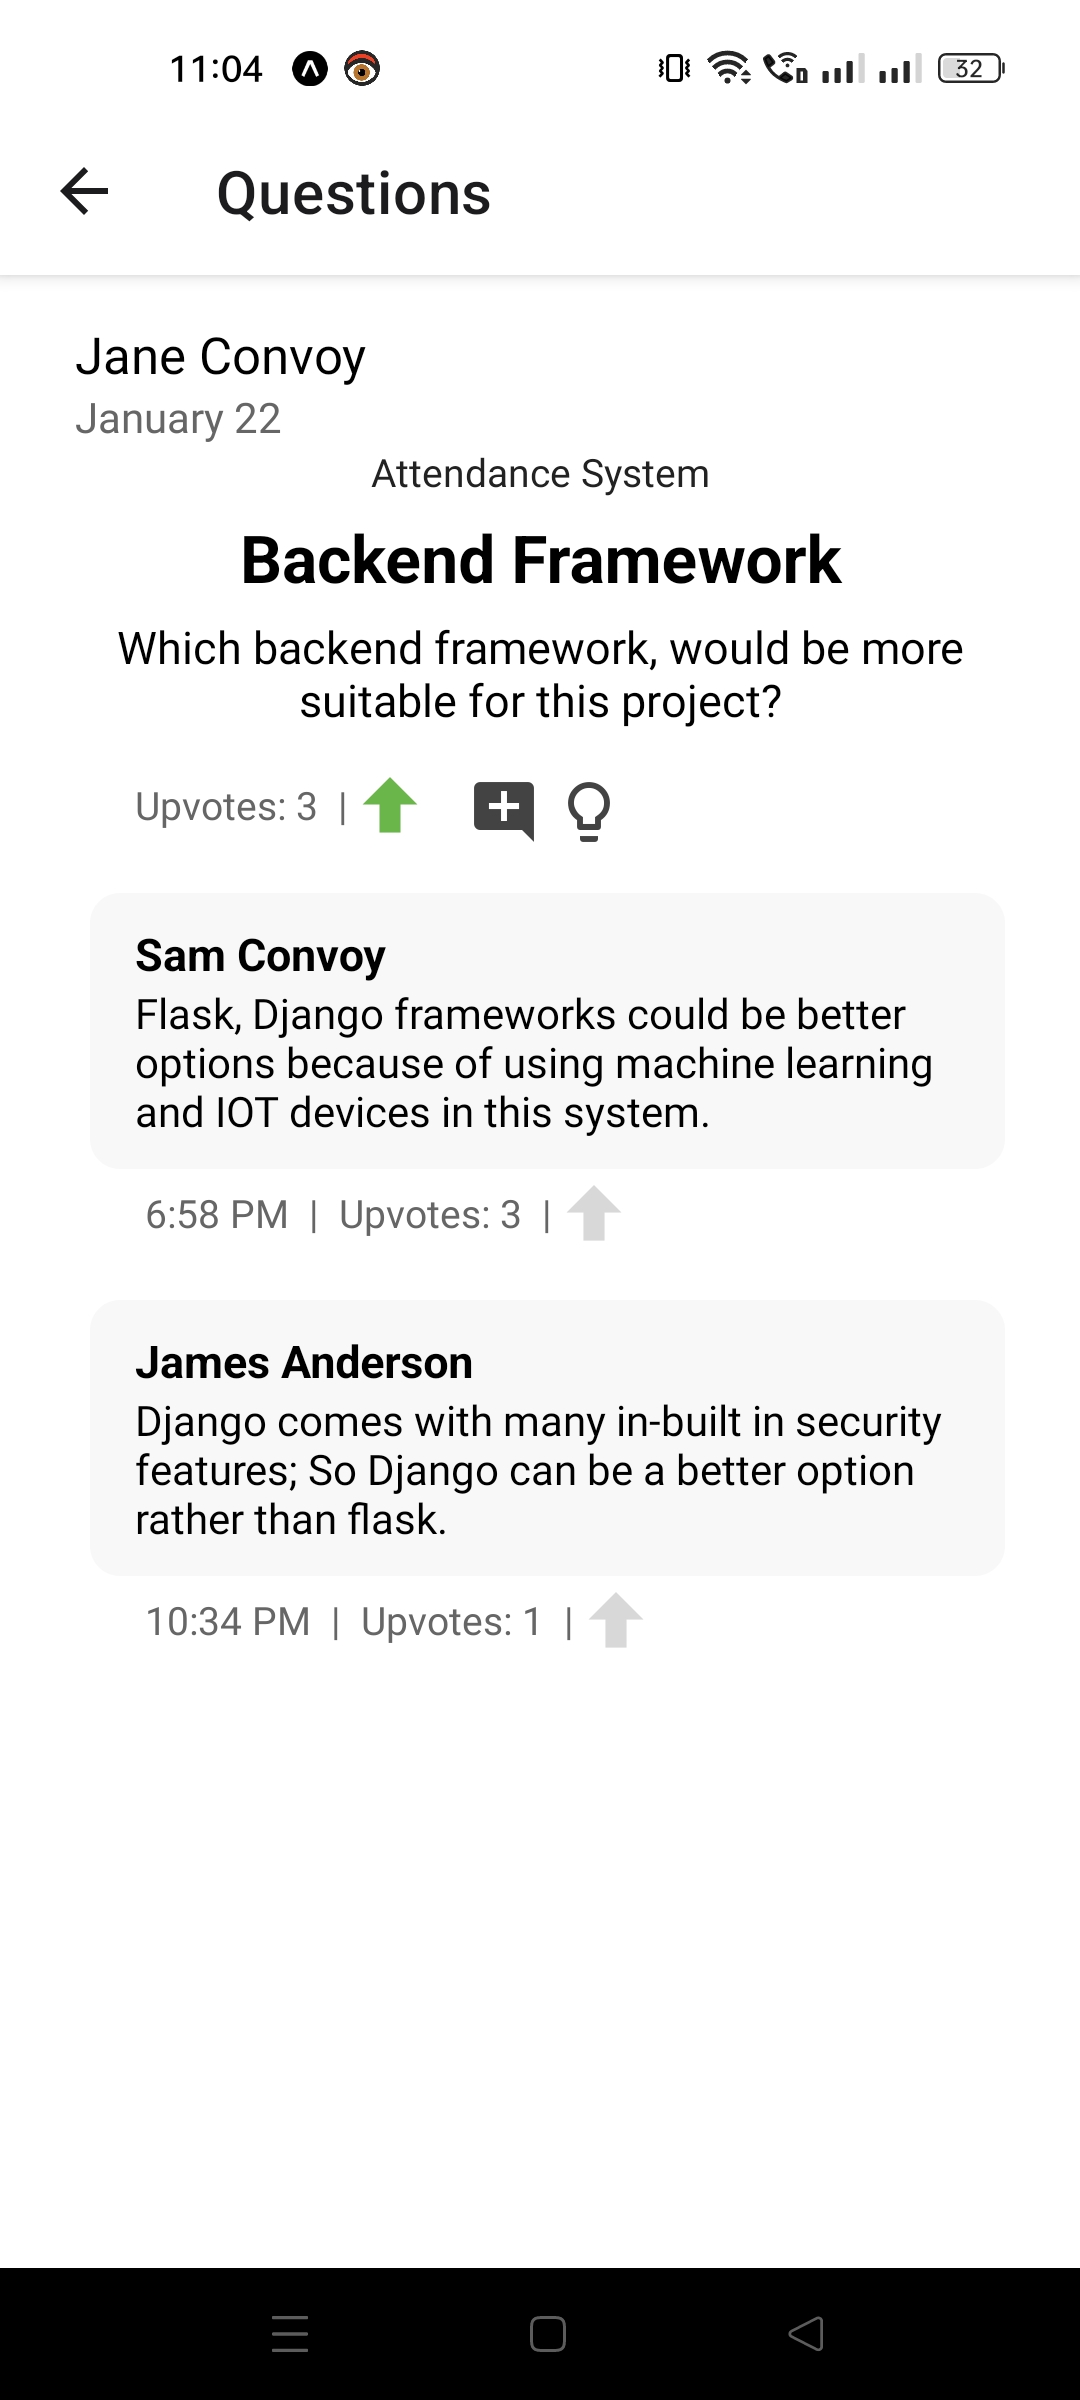 11:04
32
Questions
Jane Convoy
January 22
Attendance System
Backend Framework
Which backend framework, would be more
suitable for this project?
Upvotes: 3 |
Sam Convoy
Flask, Django frameworks could be better
options because of using machine learning
and IOT devices in this system.
6:58 PM | Upvotes: 3 |
James Anderson
Django comes with many in-built in security
features; So Django can be a better option
rather than flask.
10:34 PM | Upvotes: 1 |